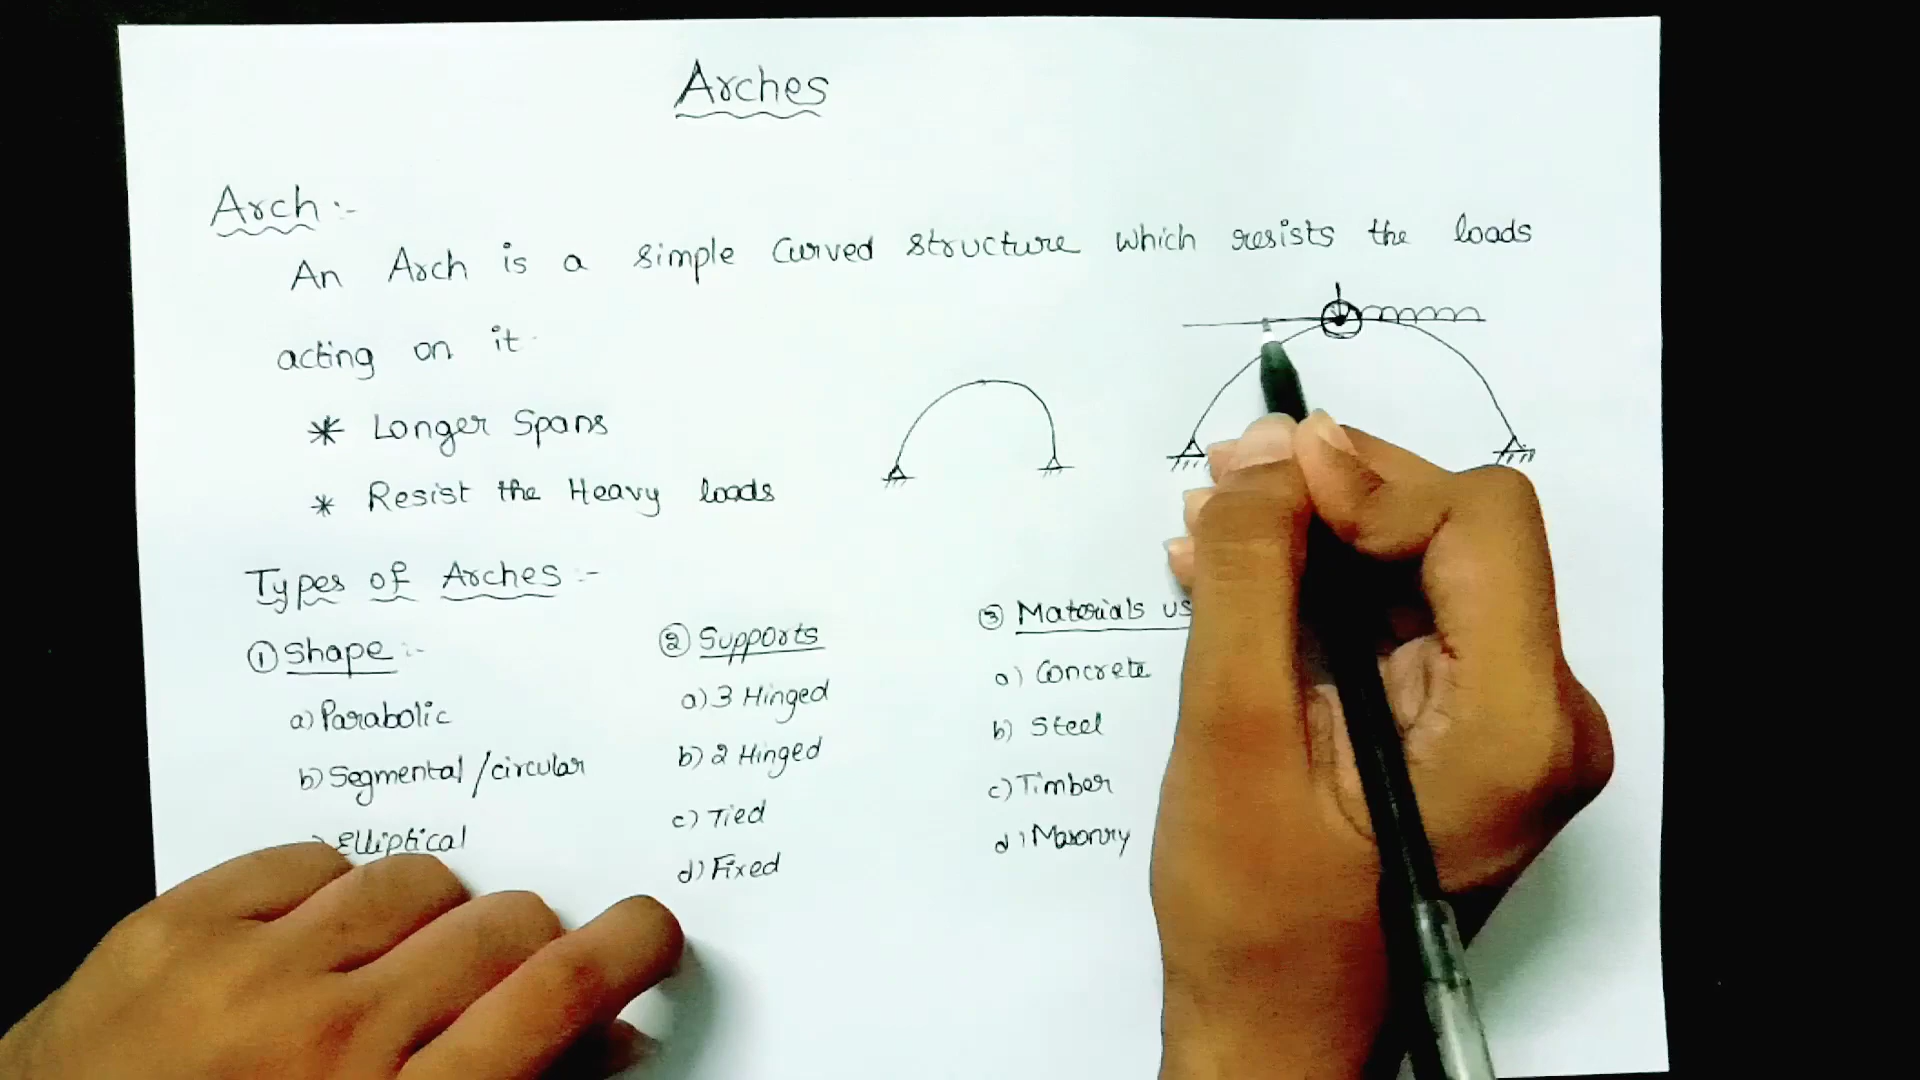 Arches
Arch :-
An Arch is a simple Curved structure which resists the loads
acting on it
* Longer Spans
* Resist the Heavy loads
Types of Arches :-
① Shape :-
a) Parabolic
b) Segmental / circular
Elliptical
② Supports
a) 3 Hinged
b) 2 Hinged
c) Tied
d) Fixed
③ Materials us
a) Concrete
b) Steel
c) Timber
d) Masonry